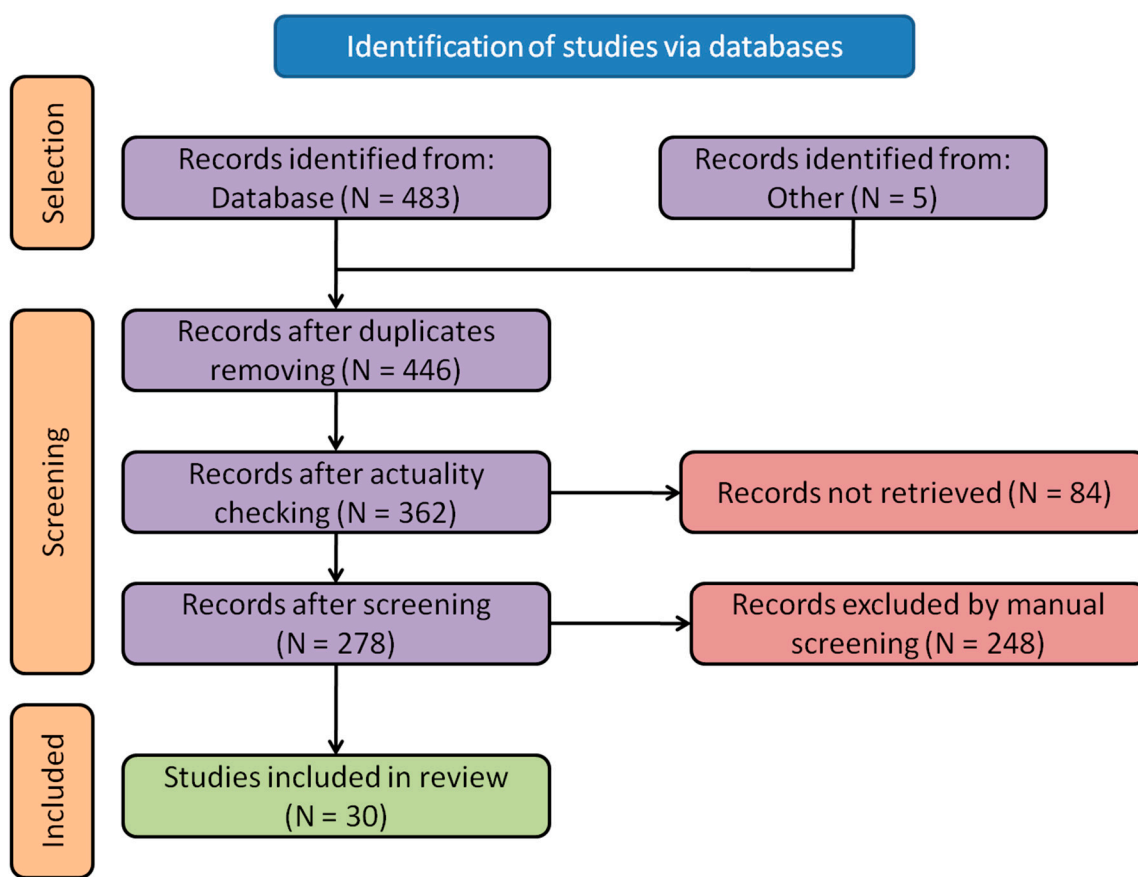 Identification of studies via databases
Selection
Records identified from:
Database (N = 483)
Records identified from:
Other (N = 5)
Screening
Records after duplicates
removing (N = 446)
Records after actuality
checking (N = 362)
Records not retrieved (N = 84)
Records after screening
(N = 278)
Records excluded by manual
screening (N = 248)
Included
Studies included in review
(N = 30)